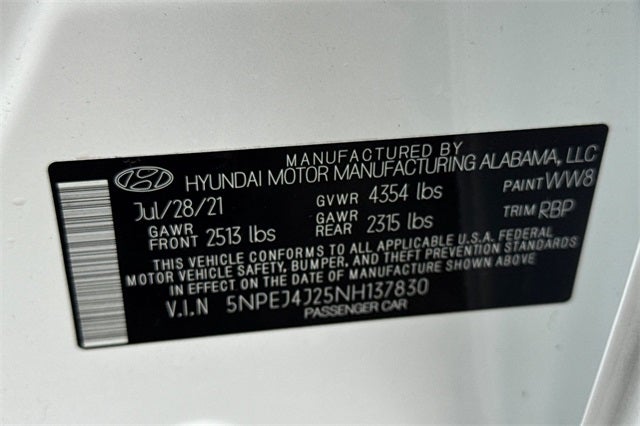 MANUFACTURED BY
HYUNDAI MOTOR MANUFACTURING ALABAMA, LLC
Jul/28/21 GVWR 4354 lbs PAINT WW8
GAWR FRONT 2513 lbs GAWR REAR 2315 lbs TRIM RBP
THIS VEHICLE CONFORMS TO ALL APPLICABLE U.S.A. FEDERAL
MOTOR VEHICLE SAFETY, BUMPER, AND THEFT PREVENTION STANDARDS
IN EFFECT ON THE DATE OF MANUFACTURE SHOWN ABOVE
V.I.N 5NPEJ4J25NH137830
PASSENGER CAR